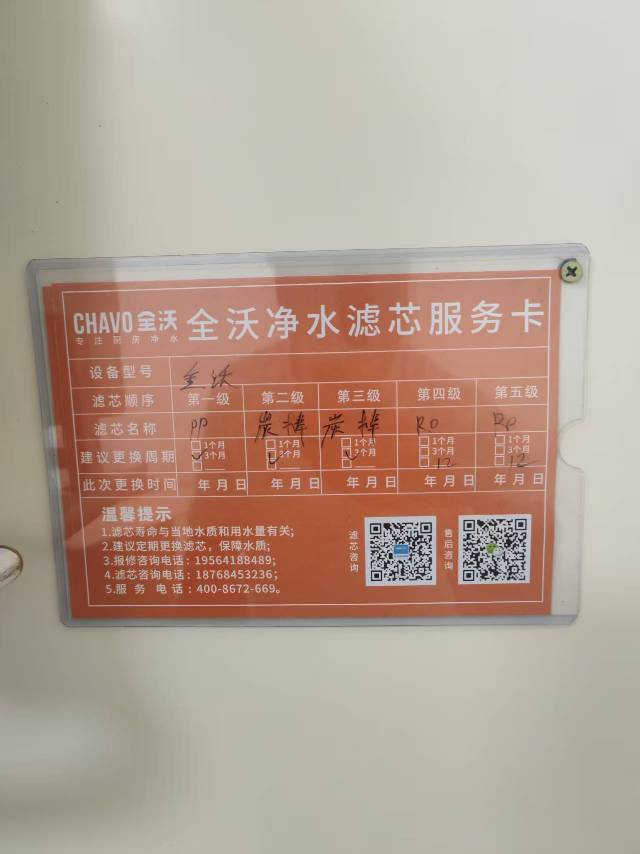 CHAVO全沃 全沃净水滤芯服务卡
专注厨房净水
设备型号 全沃
滤芯顺序 第一级 第二级 第三级 第四级 第五级
滤芯名称 PP 炭棒 炭棒 RO
建议更换周期 1个月 1个月 1个月 1个月 1个月
3个月 3个月 3个月 3个月
12 12
此次更换时间 年 月 日 年 月 日 年 月 日 年 月 日 年 月 日
温馨提示
1.滤芯寿命与当地水质和用水量有关;
2.建议定期更换滤芯，保障水质;
3.报修咨询电话：19564188489;
4.滤芯咨询电话：18768453236;
5.服务电话：400-8672-669。
滤芯咨询
售后咨询